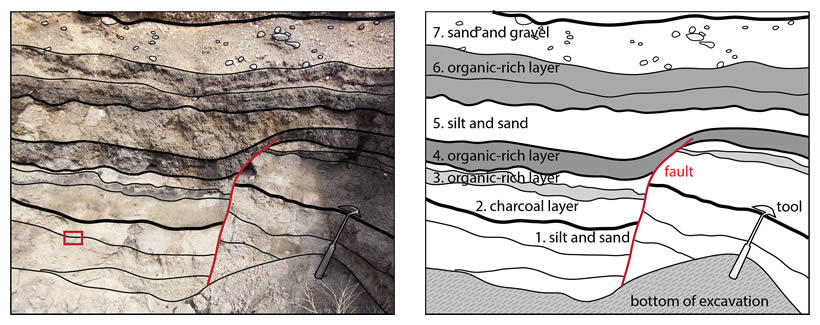 7. sand and gravel
6. organic-rich layer
5. silt and sand
4. organic-rich layer
fault
3. organic-rich layer
2. charcoal layer
tool
1. silt and sand
bottom of excavation